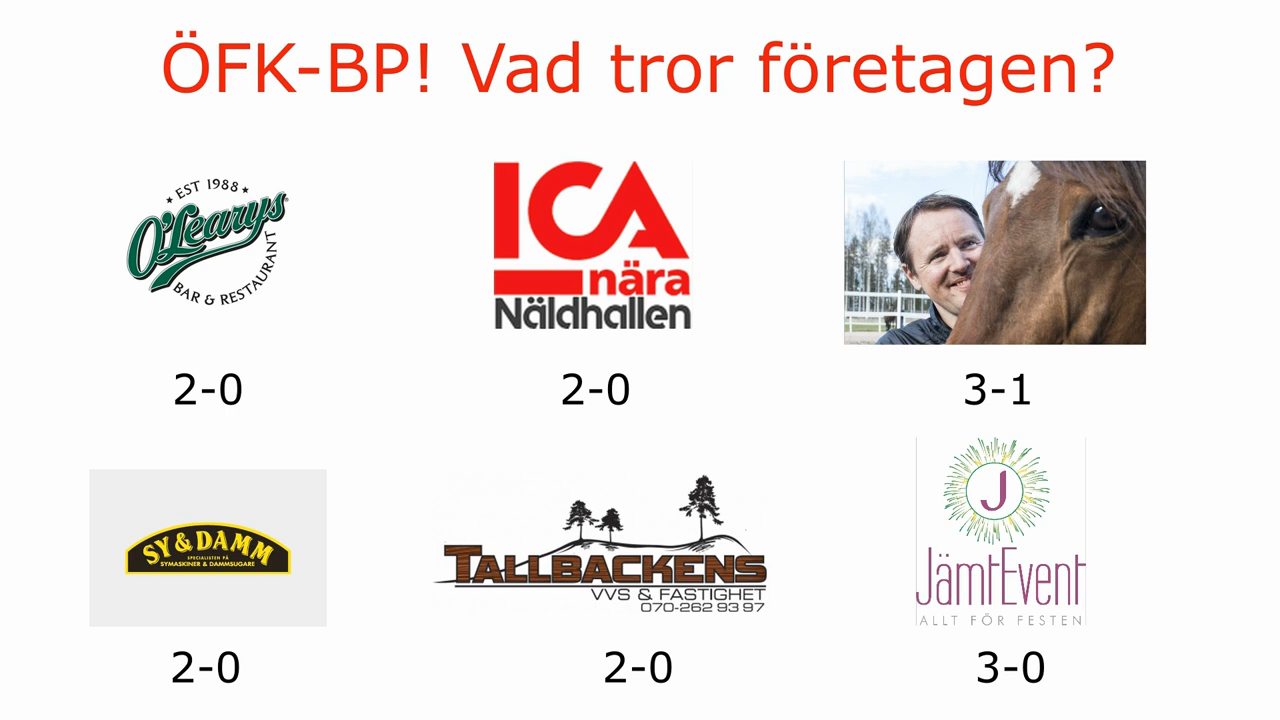 ÖFK-BP! Vad tror företagen?
EST 1988
O'Learys
BAR & RESTAURANT
ICA
nära
Näldhallen
2-0
2-0
3-1
SY & DAMM
SPECIALISTEN PÅ
SYMASKINER & DAMMSUGARE
TALLBACKENS
VVS & FASTIGHET
070-262 93 97
J
JämtEvent
ALLT FÖR FESTEN
2-0
2-0
3-0